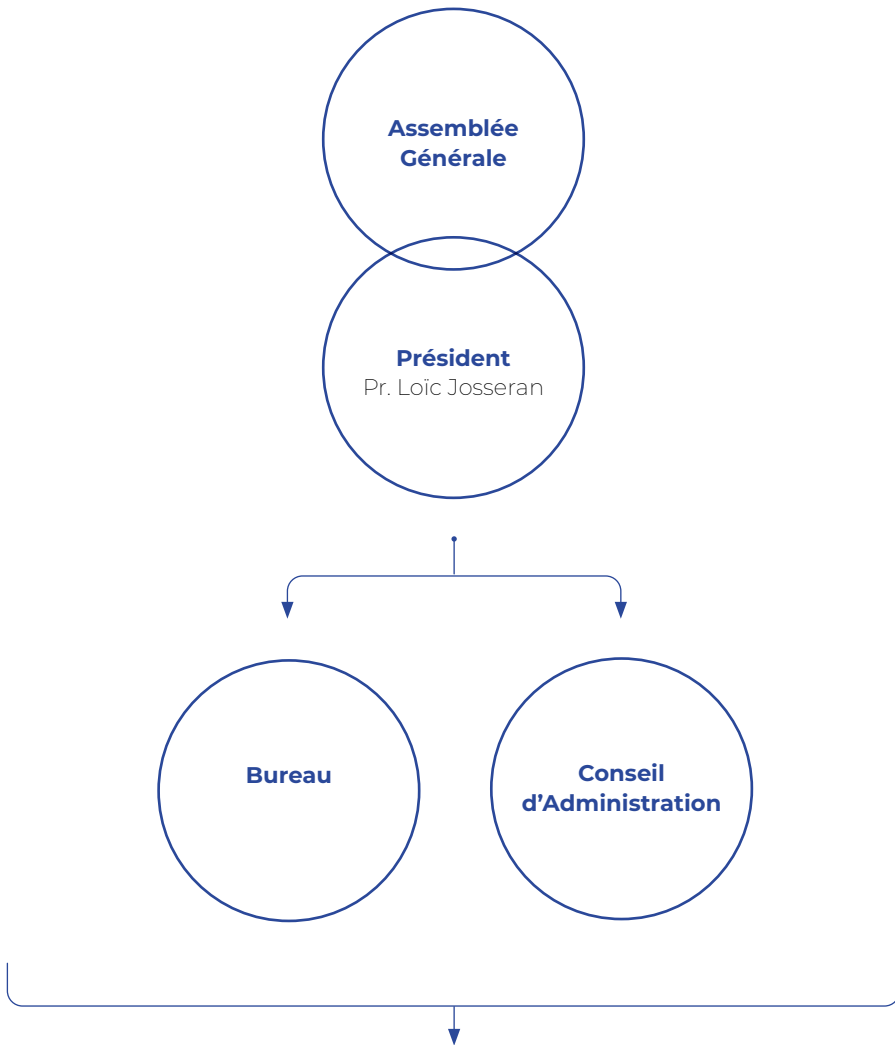 Assemblée
Générale
Président
Pr. Loïc Josseran
Bureau
Conseil
d’Administration